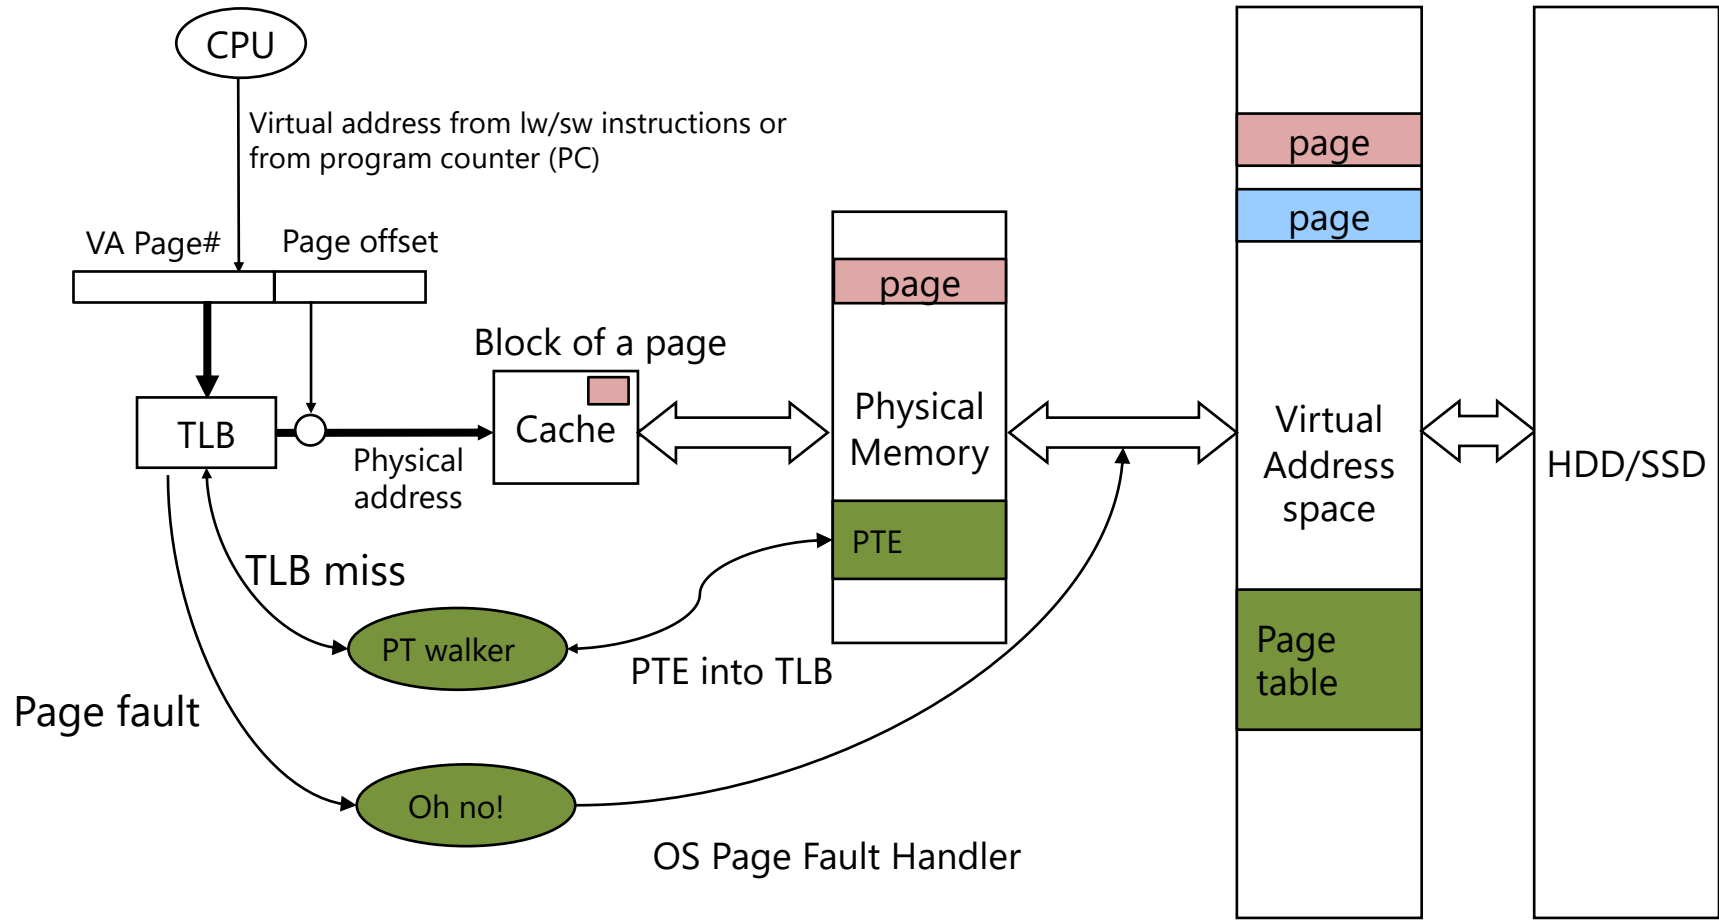 CPU
Virtual address from lw/sw instructions or
from program counter (PC)
VA Page#
Page offset
TLB
Physical
address
Block of a page
Cache
page
Physical
Memory
PTE
page
page
Virtual
Address
space
Page
table
HDD/SSD
TLB miss
PT walker
PTE into TLB
Page fault
Oh no!
OS Page Fault Handler